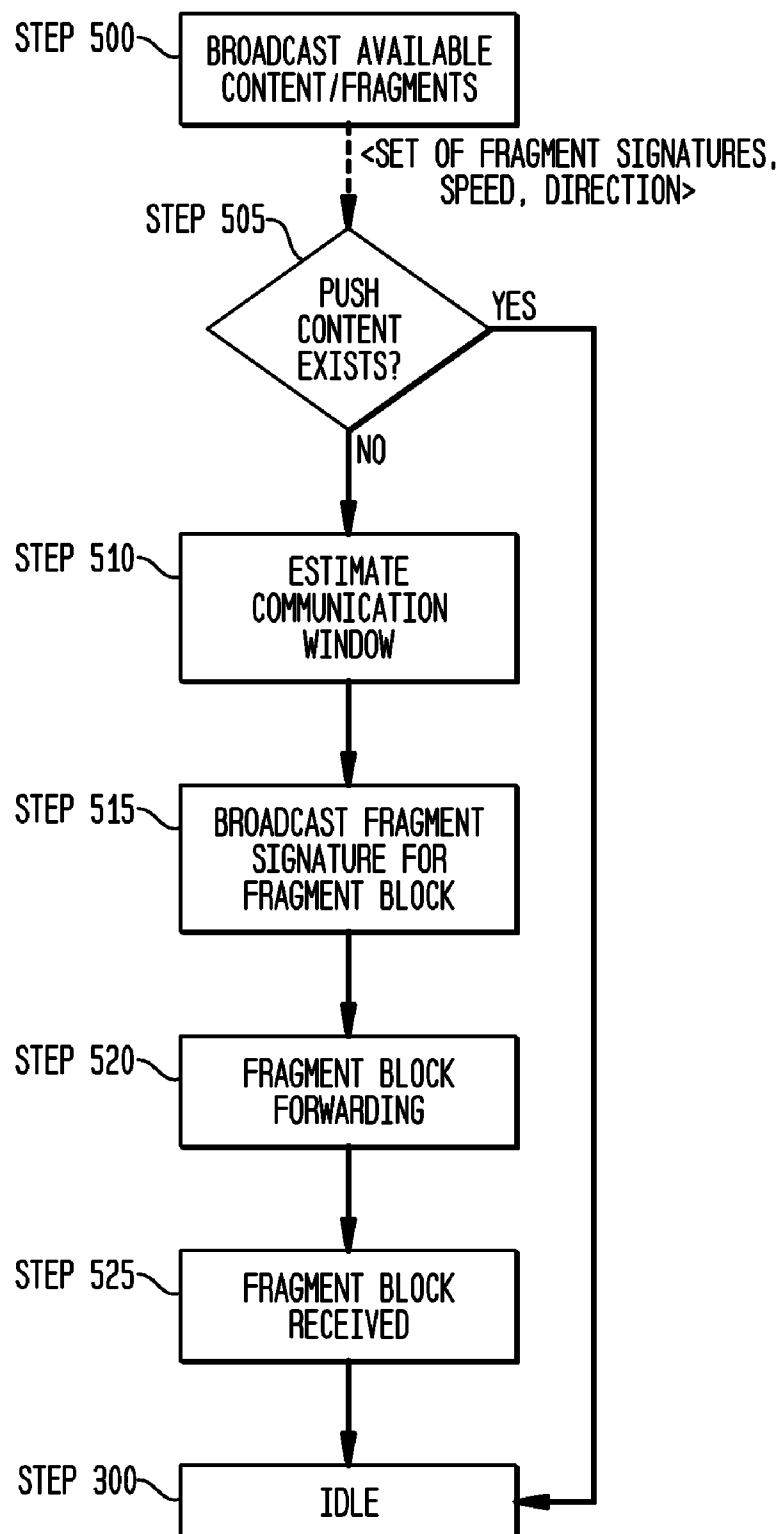 STEP 500
BROADCAST AVAILABLE
CONTENT/FRAGMENTS
<SET OF FRAGMENT SIGNATURES,
SPEED, DIRECTION>
STEP 505
PUSH
CONTENT
EXISTS?
YES
NO
STEP 510
ESTIMATE
COMMUNICATION
WINDOW
STEP 515
BROADCAST FRAGMENT
SIGNATURE FOR
FRAGMENT BLOCK
STEP 520
FRAGMENT BLOCK
FORWARDING
STEP 525
FRAGMENT BLOCK
RECEIVED
STEP 300
IDLE